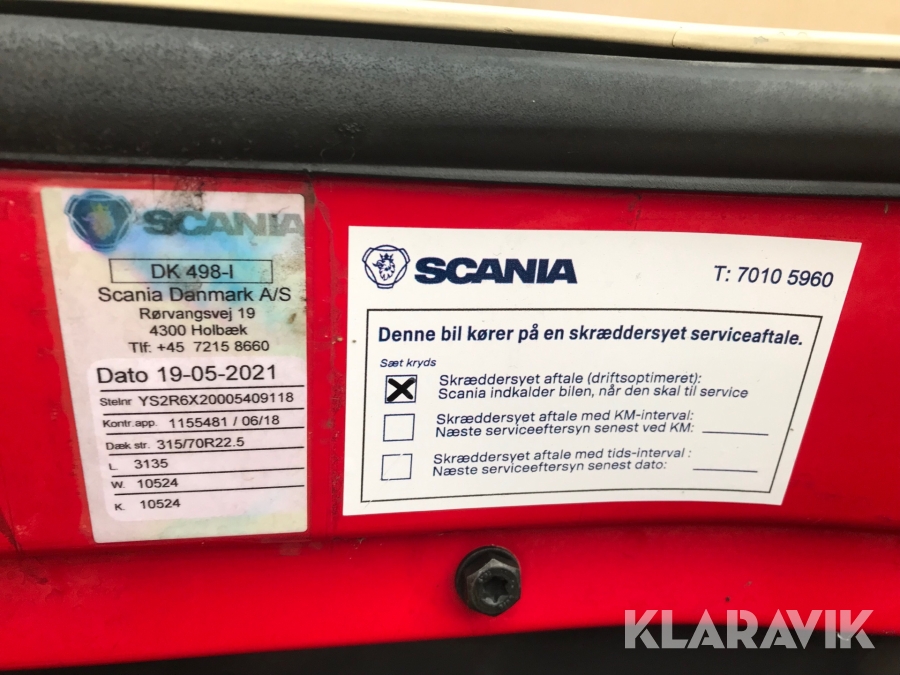 SCANIA
DK 498-I
Scania Danmark A/S
Rørvangsvej 19
4300 Holbæk
Tlf: +45 7215 8660
Dato 19-05-2021
Stelnr YS2R6X20005409118
Kontr.app. 1155481 / 06/18
Dæk str. 315/70R22.5
L. 3135
W. 10524
K. 10524
SCANIA
T: 7010 5960
Denne bil kører på en skræddersyet serviceaftale.
Sæt kryds
Skræddersyet aftale (driftsoptimeret):
Scania indkalder bilen, når den skal til service
Skræddersyet aftale med KM-interval:
Næste serviceeftersyn senest ved KM:
Skræddersyet aftale med tids-interval :
Næste serviceeftersyn senest dato:
KLARAVIK